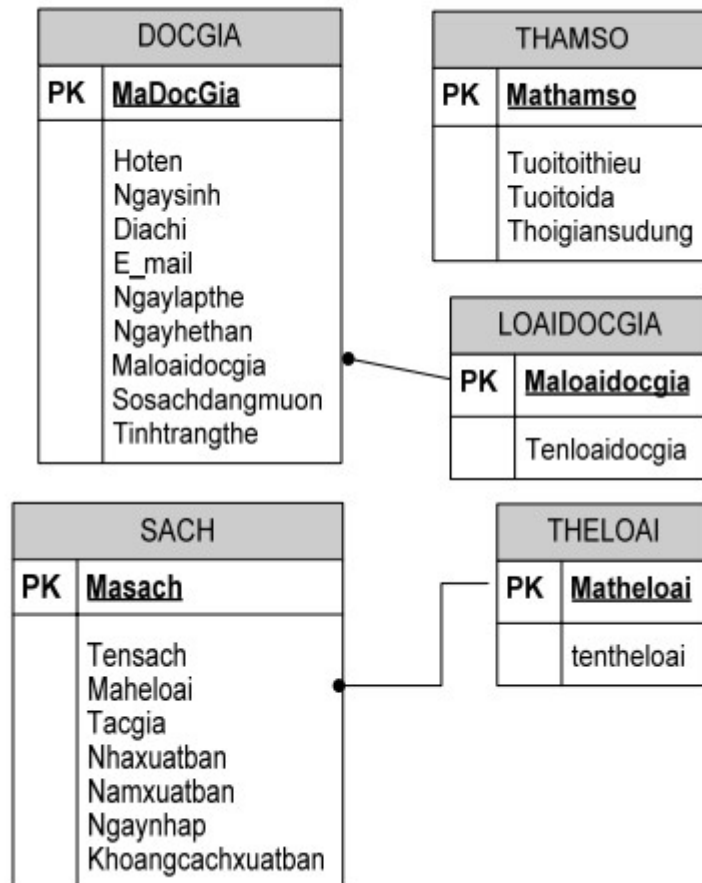 DOCGIA
PK MaDocGia
Hoten
Ngaysinh
Diachi
E_mail
Ngaylapthe
Ngayhethan
Maloaidocgia
Sosachdangmuon
Tinhtrangthe
THAMSO
PK Mathamso
Tuoitoithieu
Tuoitoida
Thoigiansudung
LOAIDOCGIA
PK Maloaidocgia
Tenloaidocgia
SACH
PK Masach
Tensach
Maheloai
Tacgia
Nhaxuatban
Namxuatban
Ngaynhap
Khoangcachxuatban
THELOAI
PK Matheloai
tentheloai